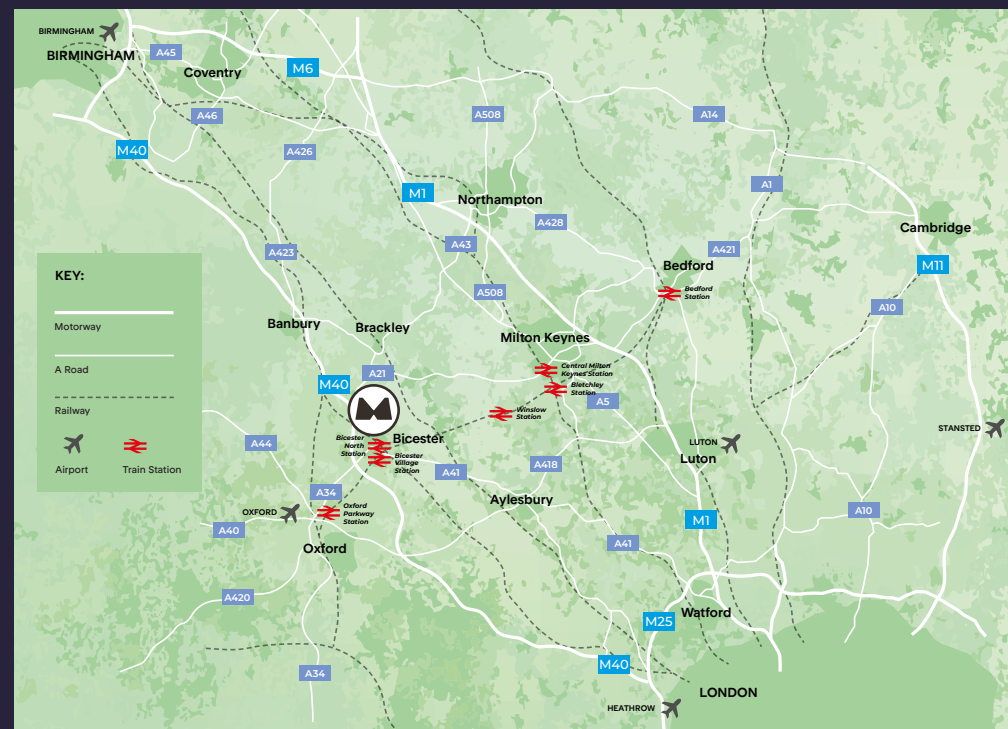 BIRMINGHAM
BIRMINGHAM
A45
Coventry
M6
A46
A508
A14
M40
A426
M1
A1
Northampton
A428
Cambridge
A43
A421
A423
Bedford
M11
KEY:
Bedford
Station
A508
A10
Motorway
Banbury
Brackley
Milton Keynes
A Road
Central Milton
Keynes Station
A21
M40
Bletchley
Station
A5
Railway
Winslow
Station
Bicester
North
Station
Bicester
A44
LUTON
STANSTED
Bicester
Village
Station
Luton
Airport
Train Station
A41
A418
A34
Aylesbury
OXFORD
Oxford
Parkway
Station
A10
A40
M1
Oxford
A41
A420
M25
Watford
A34
M40
LONDON
HEATHROW